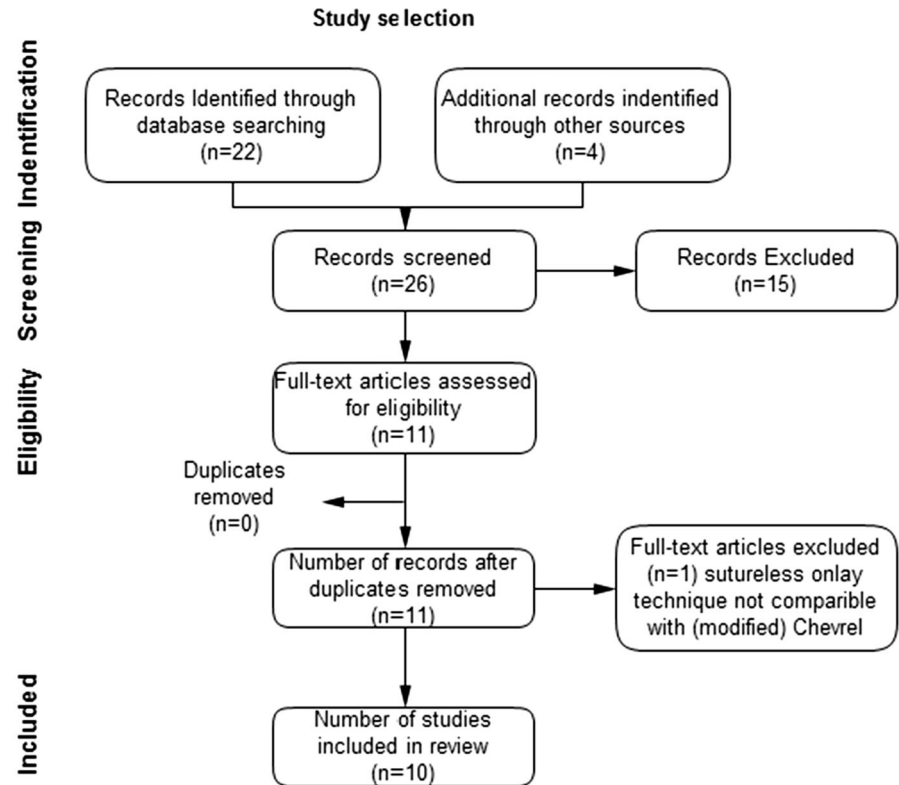 Study selection
Indentification
Records Identified through
database searching
(n=22)
Additional records indentified
through other sources
(n=4)
Screening
Records screened
(n=26)
Records Excluded
(n=15)
Eligibility
Full-text articles assessed
for eligibility
(n=11)
Duplicates
removed
(n=0)
Number of records after
duplicates removed
(n=11)
Full-text articles excluded
(n=1) sutureless onlay
technique not comparible
with (modified) Chevrel
Included
Number of studies
included in review
(n=10)